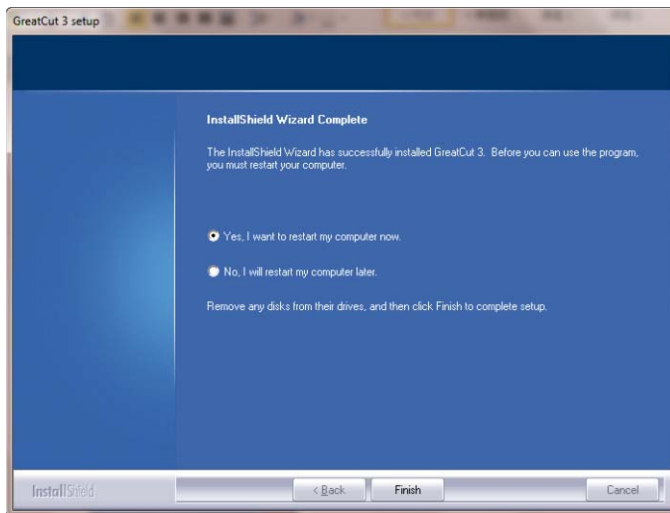 GreatCut 3 setup
InstallShield Wizard Complete
The InstallShield Wizard has successfully installed GreatCut 3. Before you can use the program,
you must restart your computer.
Yes, I want to restart my computer now.
No, I will restart my computer later.
Remove any disks from their drives, and then click Finish to complete setup.
InstallShield
< Back
Finish
Cancel